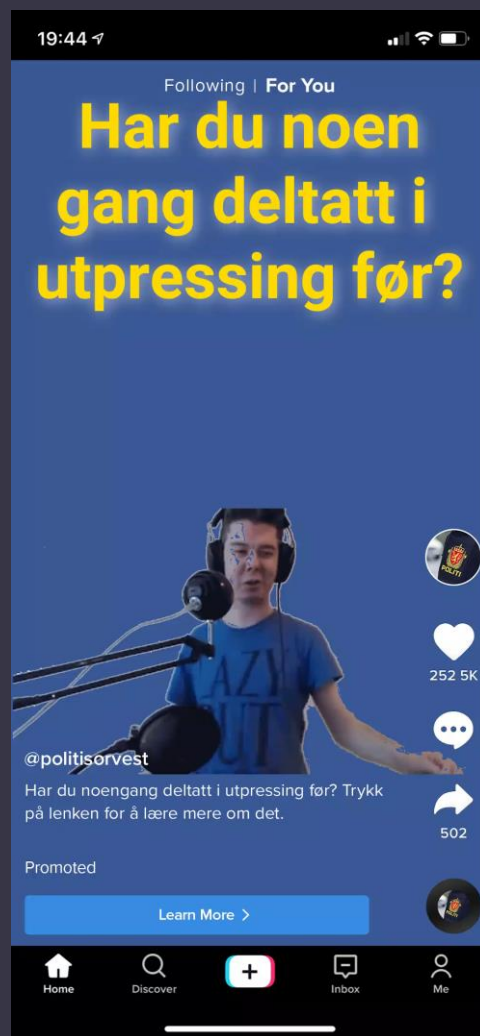 19:44
Following | For You
Har du noen
gang deltatt i
utpressing før?
POLITI
252 5K
@politisorvest
Har du noengang deltatt i utpressing før? Trykk
på lenken for å lære mere om det.
502
Promoted
Learn More >
Home
Discover
Inbox
Me